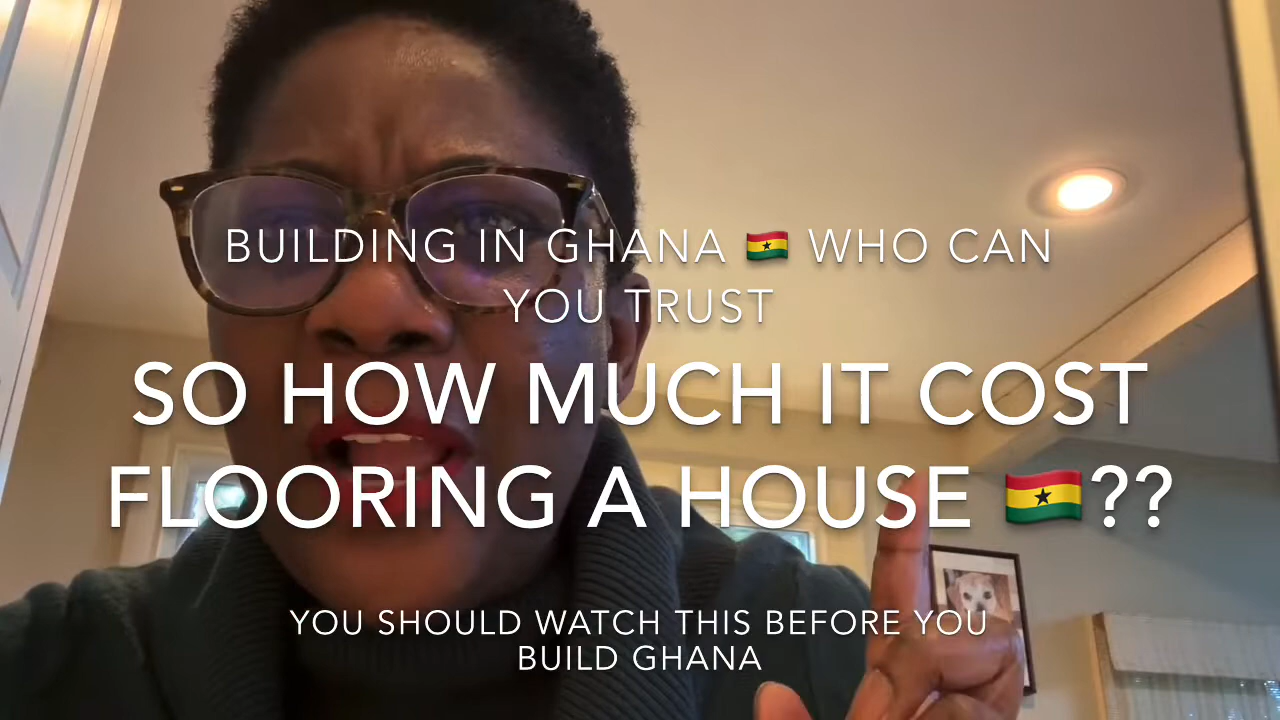 BUILDING IN GHANA 🇬🇭 WHO CAN
YOU TRUST
SO HOW MUCH IT COST
FLOORING A HOUSE 🇬🇭??
YOU SHOULD WATCH THIS BEFORE YOU
BUILD GHANA